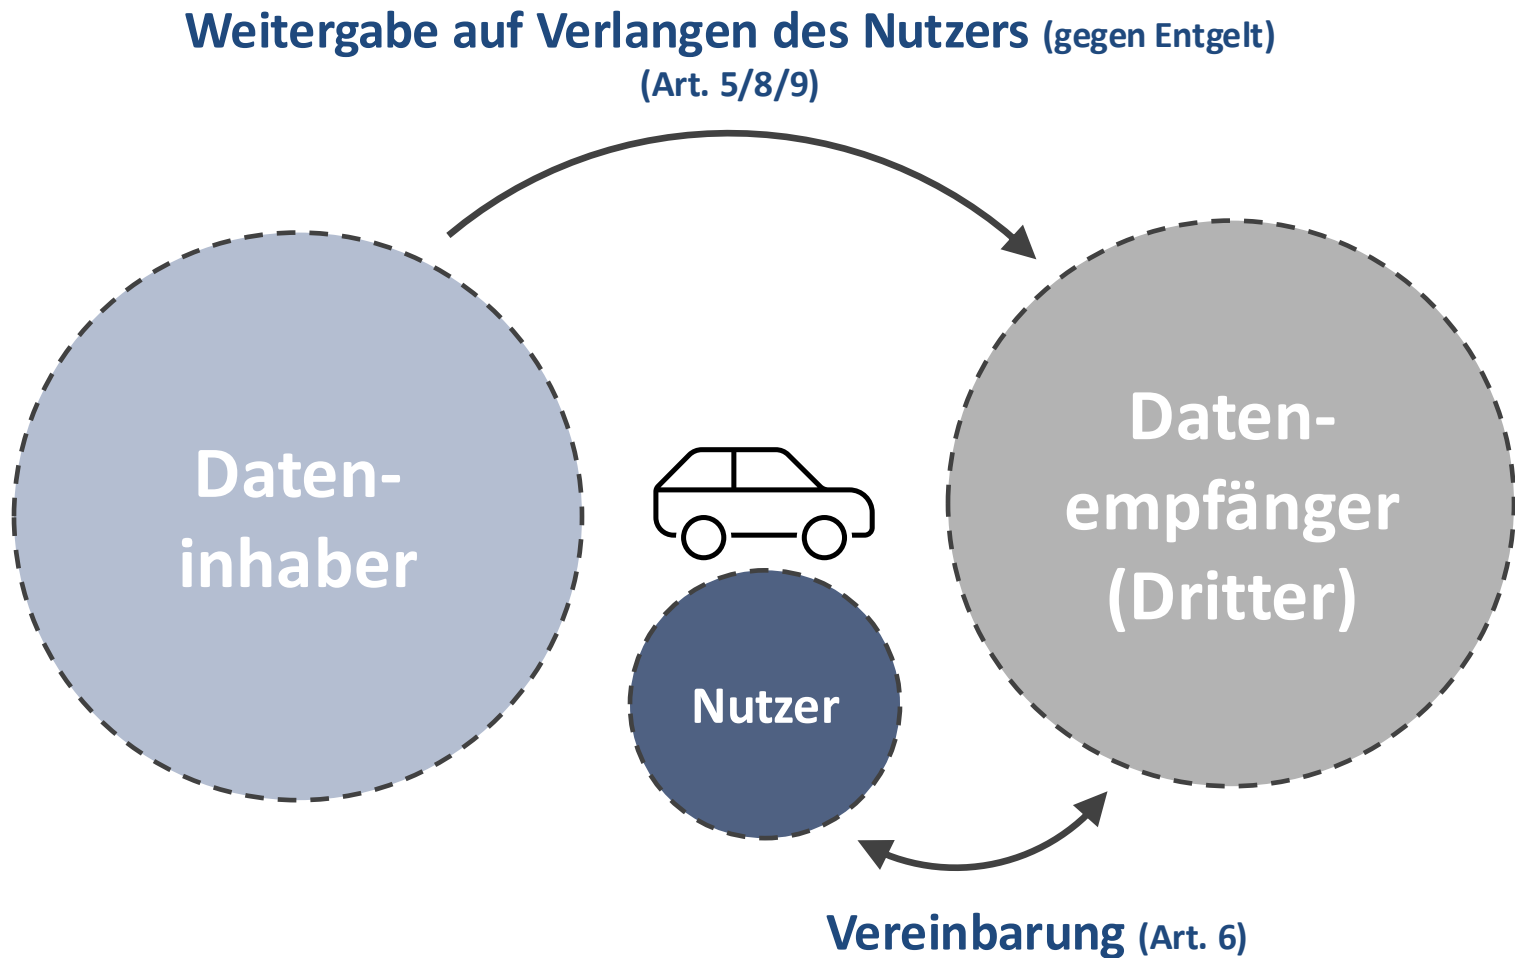 Weitergabe auf Verlangen des Nutzers (gegen Entgelt)
(Art. 5/8/9)
Daten-
inhaber
Daten-
empfänger
(Dritter)
Nutzer
Vereinbarung (Art. 6)